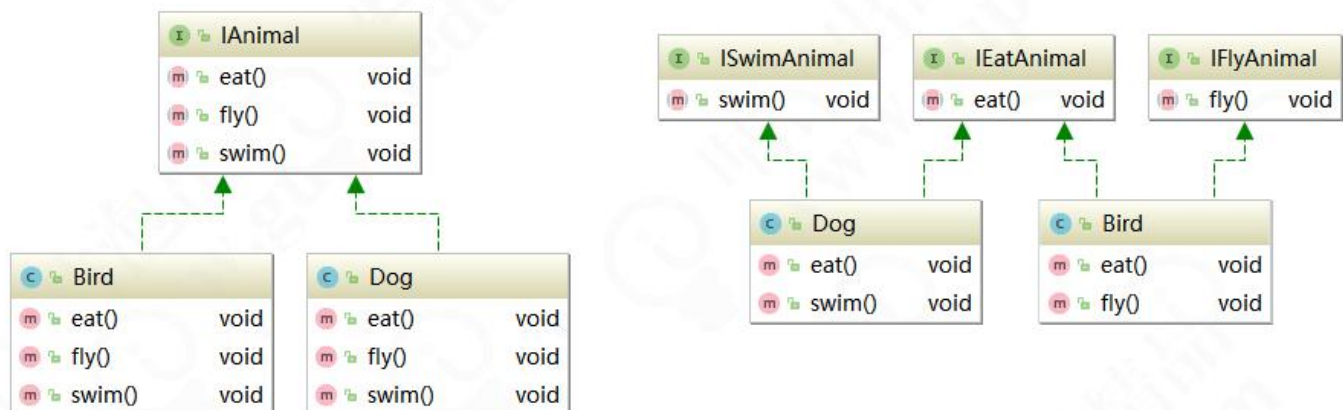 IAnimal
eat() void
fly() void
swim() void
Bird
eat() void
fly() void
swim() void
Dog
eat() void
fly() void
swim() void
ISwimAnimal
swim() void
IEatAnimal
eat() void
IFlyAnimal
fly() void
Dog
eat() void
swim() void
Bird
eat() void
fly() void